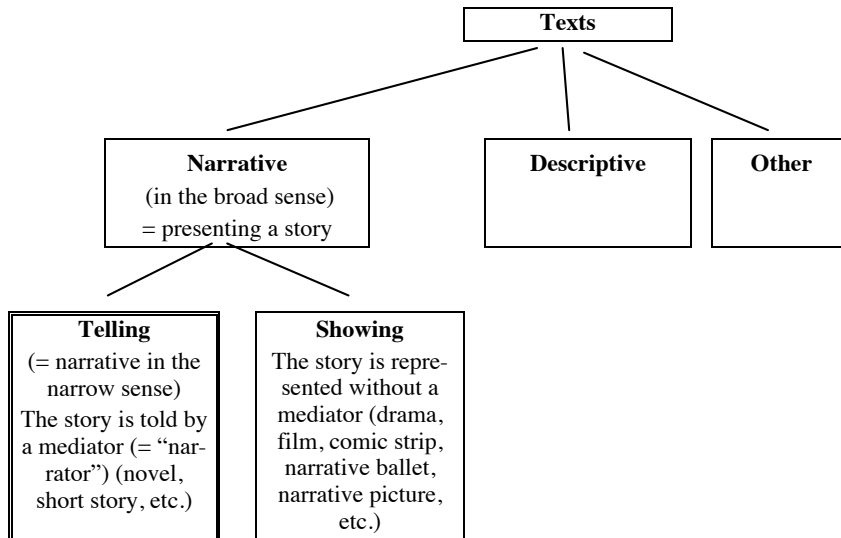 Texts
Narrative
(in the broad sense)
= presenting a story
Descriptive
Other
Telling
(= narrative in the
narrow sense)
The story is told by
a mediator (= “nar-
rator”) (novel,
short story, etc.)
Showing
The story is repre-
sented without a
mediator (drama,
film, comic strip,
narrative ballet,
narrative picture,
etc.)